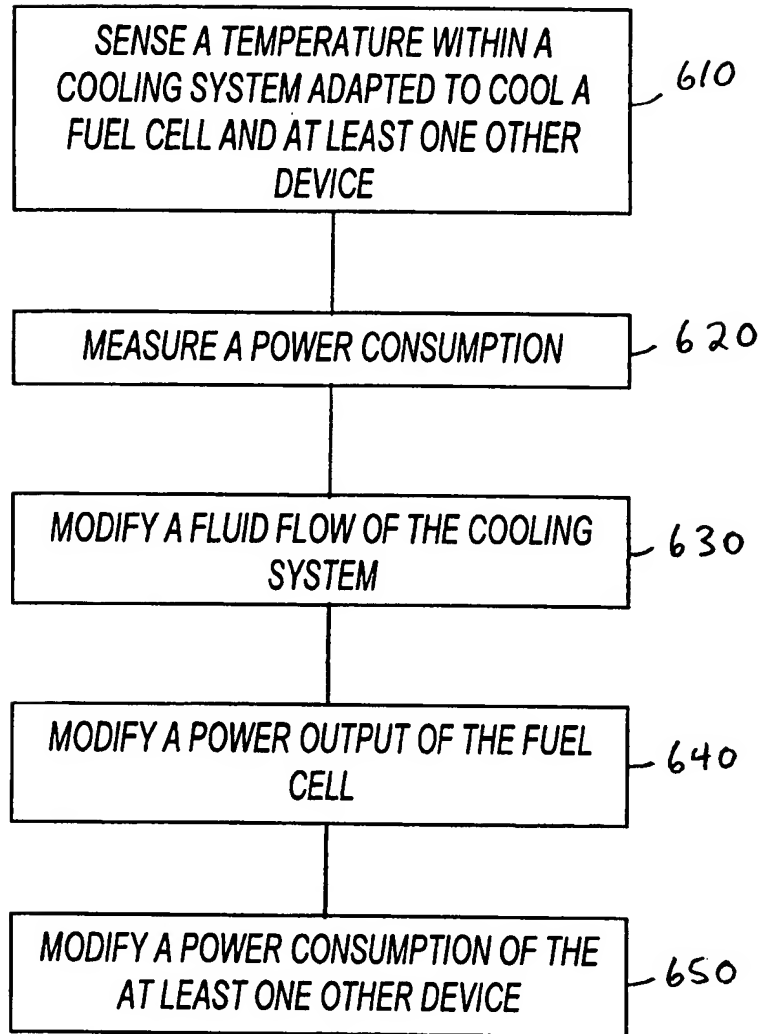 SENSE A TEMPERATURE WITHIN A
COOLING SYSTEM ADAPTED TO COOL A
FUEL CELL AND AT LEAST ONE OTHER
DEVICE
610
MEASURE A POWER CONSUMPTION
620
MODIFY A FLUID FLOW OF THE COOLING
SYSTEM
630
MODIFY A POWER OUTPUT OF THE FUEL
CELL
640
MODIFY A POWER CONSUMPTION OF THE
AT LEAST ONE OTHER DEVICE
650